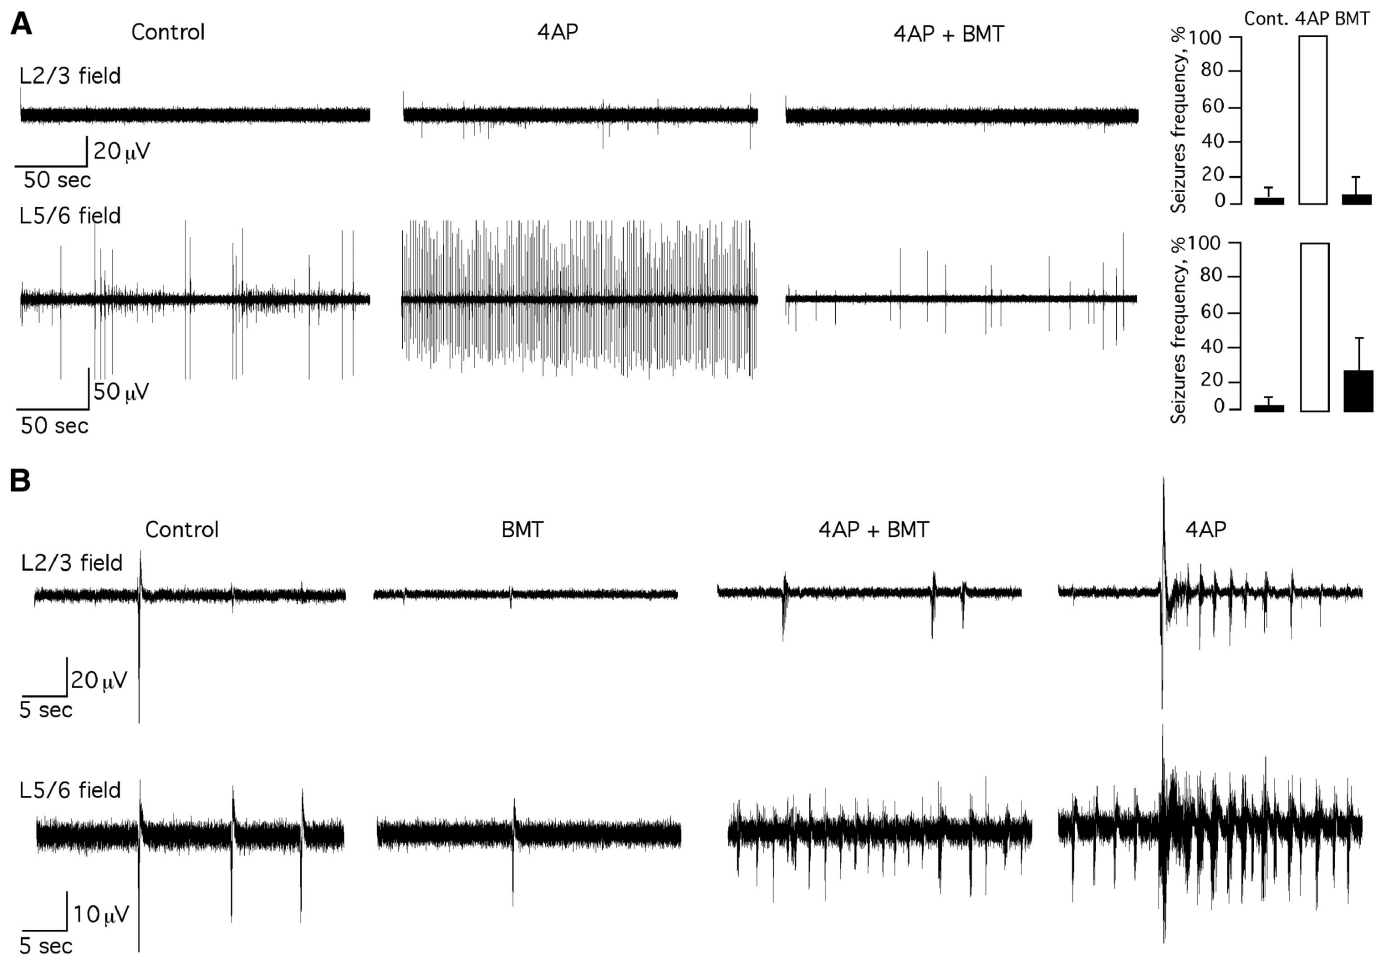 A
Control
4AP
4AP + BMT
Cont. 4AP BMT
L2/3 field
20 µV
50 sec
Seizures frequency, %
100
80
60
40
20
0
L5/6 field
50 µV
50 sec
Seizures frequency, %
100
80
60
40
20
0
B
Control
BMT
4AP + BMT
4AP
L2/3 field
20 µV
5 sec
L5/6 field
10 µV
5 sec